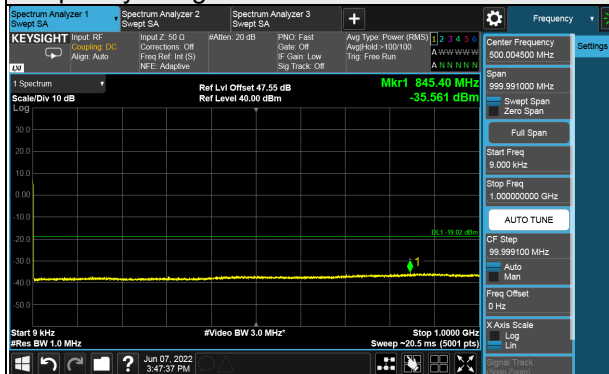 Spectrum Analyzer 1
Swept SA
Spectrum Analyzer 2
Swept SA
Spectrum Analyzer 3
Swept SA
+
Frequency
Settings
KEYSIGHT
LXI
Input: RF
Coupling: DC
Align: Auto
Input Z: 50 Ω
Corrections: Off
Freq Ref: Int (S)
NFE: Adaptive
#Atten: 20 dB
PNO: Fast
Gate: Off
IF Gain: Low
Sig Track: Off
Avg Type: Power (RMS)
Avg|Hold:>100/100
Trig: Free Run
1 2 3 4 5 6
A W W W W W
A N N N N N
1 Spectrum
Scale/Div 10 dB
Log
Ref Lvl Offset 47.55 dB
Ref Level 40.00 dBm
Mkr1 845.40 MHz
-35.561 dBm
30.0
20.0
10.0
0.00
-10.0
-20.0
-30.0
-40.0
-50.0
DL1 -19.02 dBm
1
Start 9 kHz
#Res BW 1.0 MHz
#Video BW 3.0 MHz*
Stop 1.0000 GHz
Sweep ~20.5 ms (5001 pts)
?
Jun 07, 2022
3:47:37 PM
Center Frequency
500.004500 MHz
Span
999.991000 MHz
Swept Span
Zero Span
Full Span
Start Freq
9.000 kHz
Stop Freq
1.000000000 GHz
AUTO TUNE
CF Step
99.999100 MHz
Auto
Man
Freq Offset
0 Hz
X Axis Scale
Log
Lin
Signal Track
(Span Zoom)